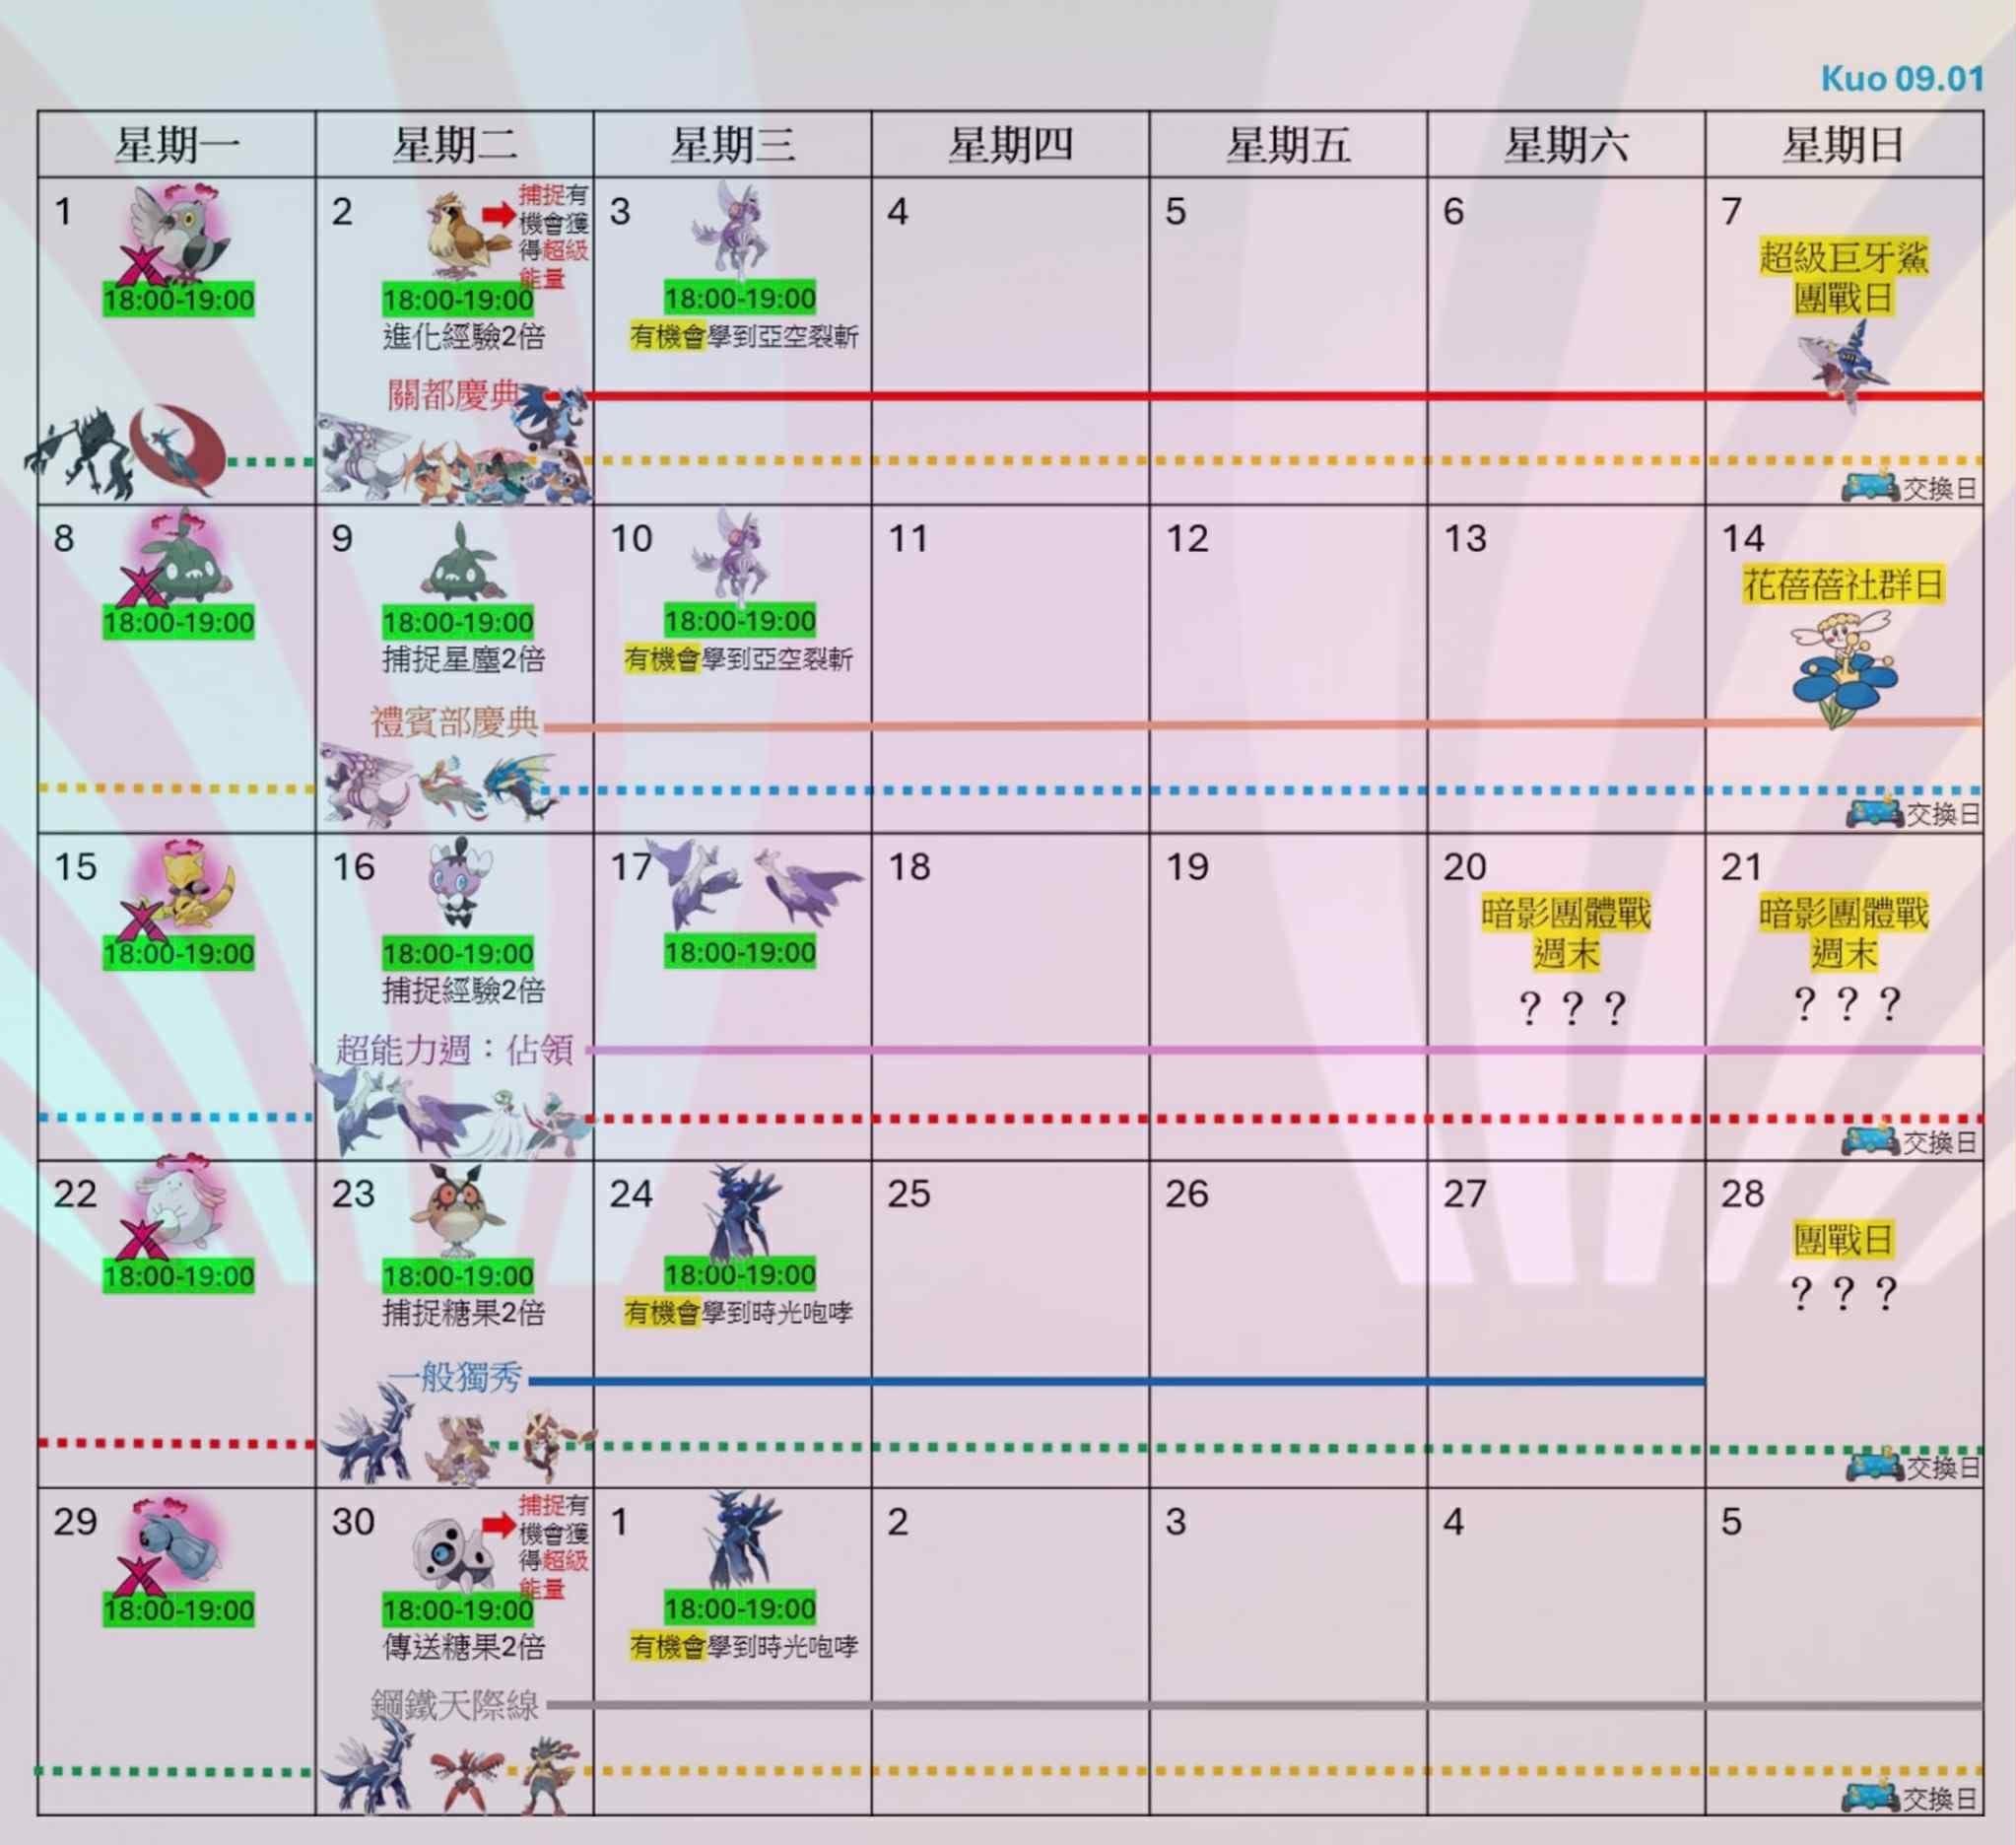 Kuo 09.01
星期一 星期二 星期三 星期四 星期五 星期六 星期日
1
18:00-19:00
2
捕捉有
機會獲
得超級
能量
18:00-19:00
進化經驗2倍
關都慶典
3
18:00-19:00
有機會學到亞空裂斬
4
5
6
7
超級巨牙鯊
團戰日
交換日
8
18:00-19:00
9
18:00-19:00
捕捉星塵2倍
禮賓部慶典
10
18:00-19:00
有機會學到亞空裂斬
11
12
13
14
花蓓蓓社群日
交換日
15
18:00-19:00
16
18:00-19:00
捕捉經驗2倍
超能力週：佔領
17
18:00-19:00
18
19
20
暗影團體戰
週末
？？？
21
暗影團體戰
週末
？？？
交換日
22
18:00-19:00
23
18:00-19:00
捕捉糖果2倍
一般獨秀
24
18:00-19:00
有機會學到時光咆哮
25
26
27
28
團戰日
？？？
交換日
29
18:00-19:00
30
捕捉有
機會獲
得超級
能量
18:00-19:00
傳送糖果2倍
鋼鐵天際線
1
18:00-19:00
有機會學到時光咆哮
2
3
4
5
交換日